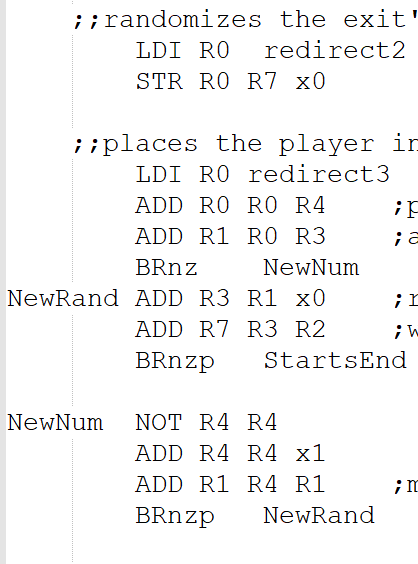 ;;randomizes the exit'
LDI R0 redirect2
STR R0 R7 x0
;;places the player in
LDI R0 redirect3
ADD R0 R0 R4 ;p
ADD R1 R0 R3 ;a
BRnz NewNum
NewRand ADD R3 R1 x0 ;r
ADD R7 R3 R2 ;w
BRnzp StartsEnd
NewNum NOT R4 R4
ADD R4 R4 x1
ADD R1 R4 R1 ;m
BRnzp NewRand